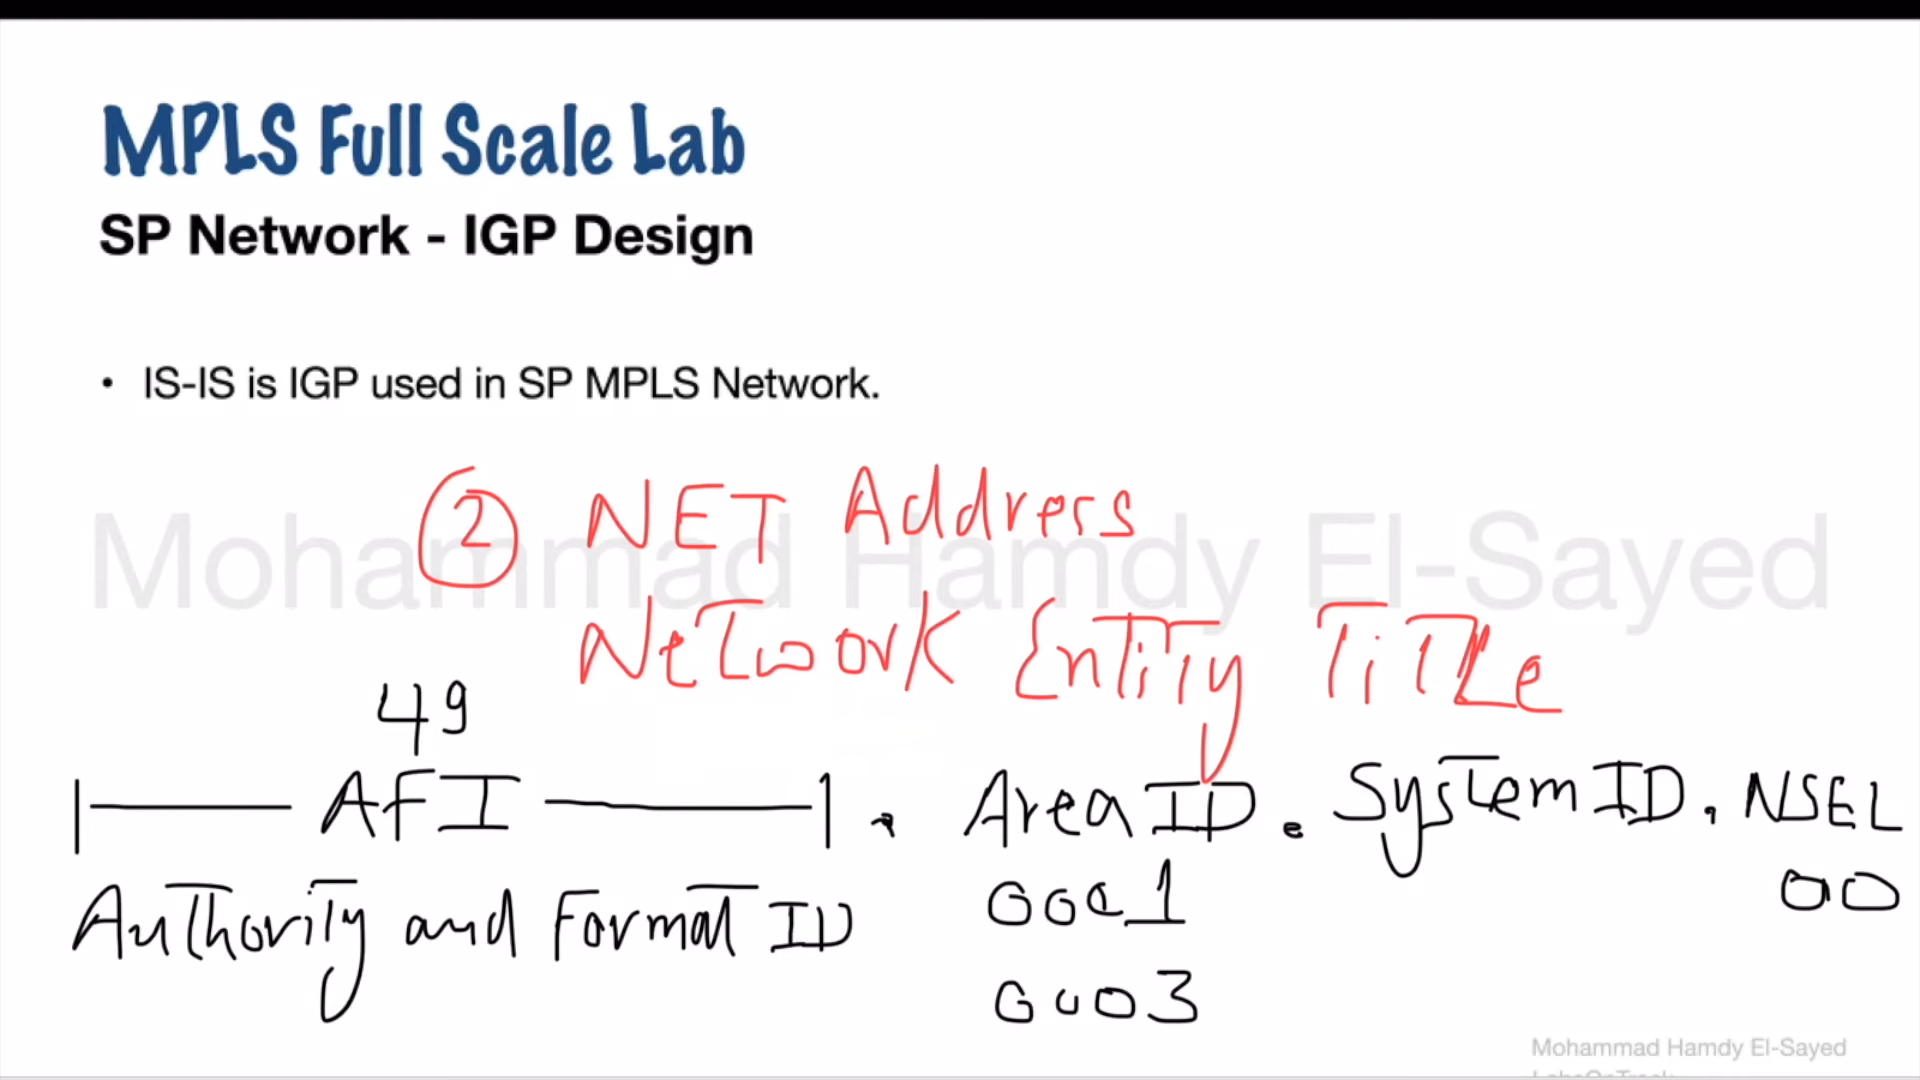 MPLS Full Scale Lab
SP Network - IGP Design
• IS-IS is IGP used in SP MPLS Network.
2 NET Address
Mohammad Hamdy El-Sayed
Network Entity Title
49
|—— AFI ——| . Area ID . System ID . NSEL
Authority and Format ID 0001 00
0003
Mohammad Hamdy El-Sayed